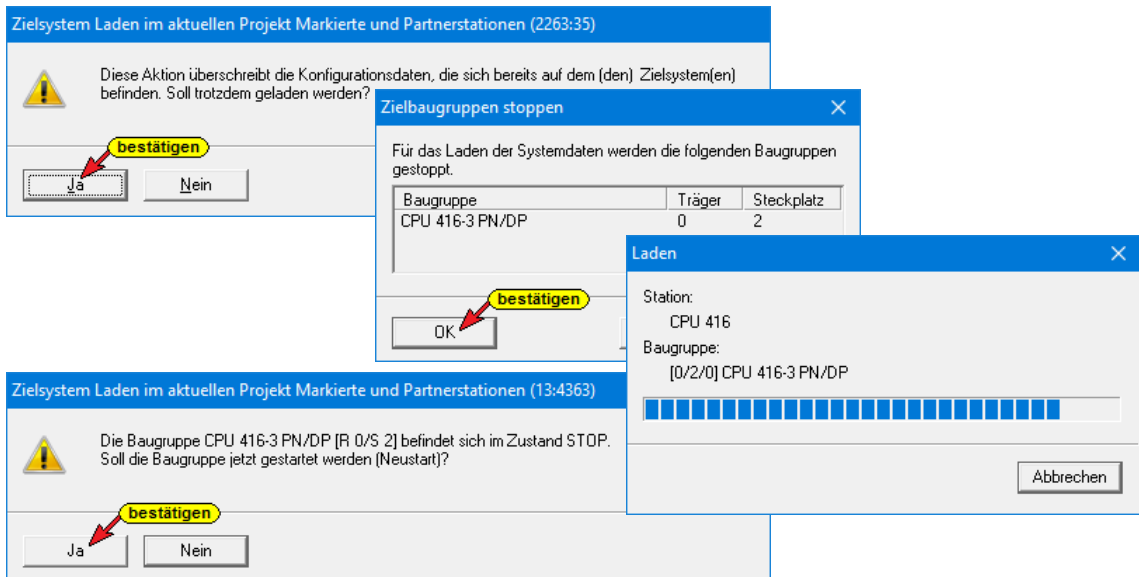 Zielsystem Laden im aktuellen Projekt Markierte und Partnerstationen (2263:35)
Diese Aktion überschreibt die Konfigurationsdaten, die sich bereits auf dem (den) Zielsystem(en)
befinden. Soll trotzdem geladen werden?
bestätigen
Ja Nein
Zielbaugruppen stoppen
Für das Laden der Systemdaten werden die folgenden Baugruppen
gestoppt.
Baugruppe Träger Steckplatz
CPU 416-3 PN/DP 0 2
bestätigen
OK
Laden
Station:
CPU 416
Baugruppe:
[0/2/0] CPU 416-3 PN/DP
Abbrechen
Zielsystem Laden im aktuellen Projekt Markierte und Partnerstationen (13:4363)
Die Baugruppe CPU 416-3 PN/DP [R 0/S 2] befindet sich im Zustand STOP.
Soll die Baugruppe jetzt gestartet werden (Neustart)?
bestätigen
Ja Nein